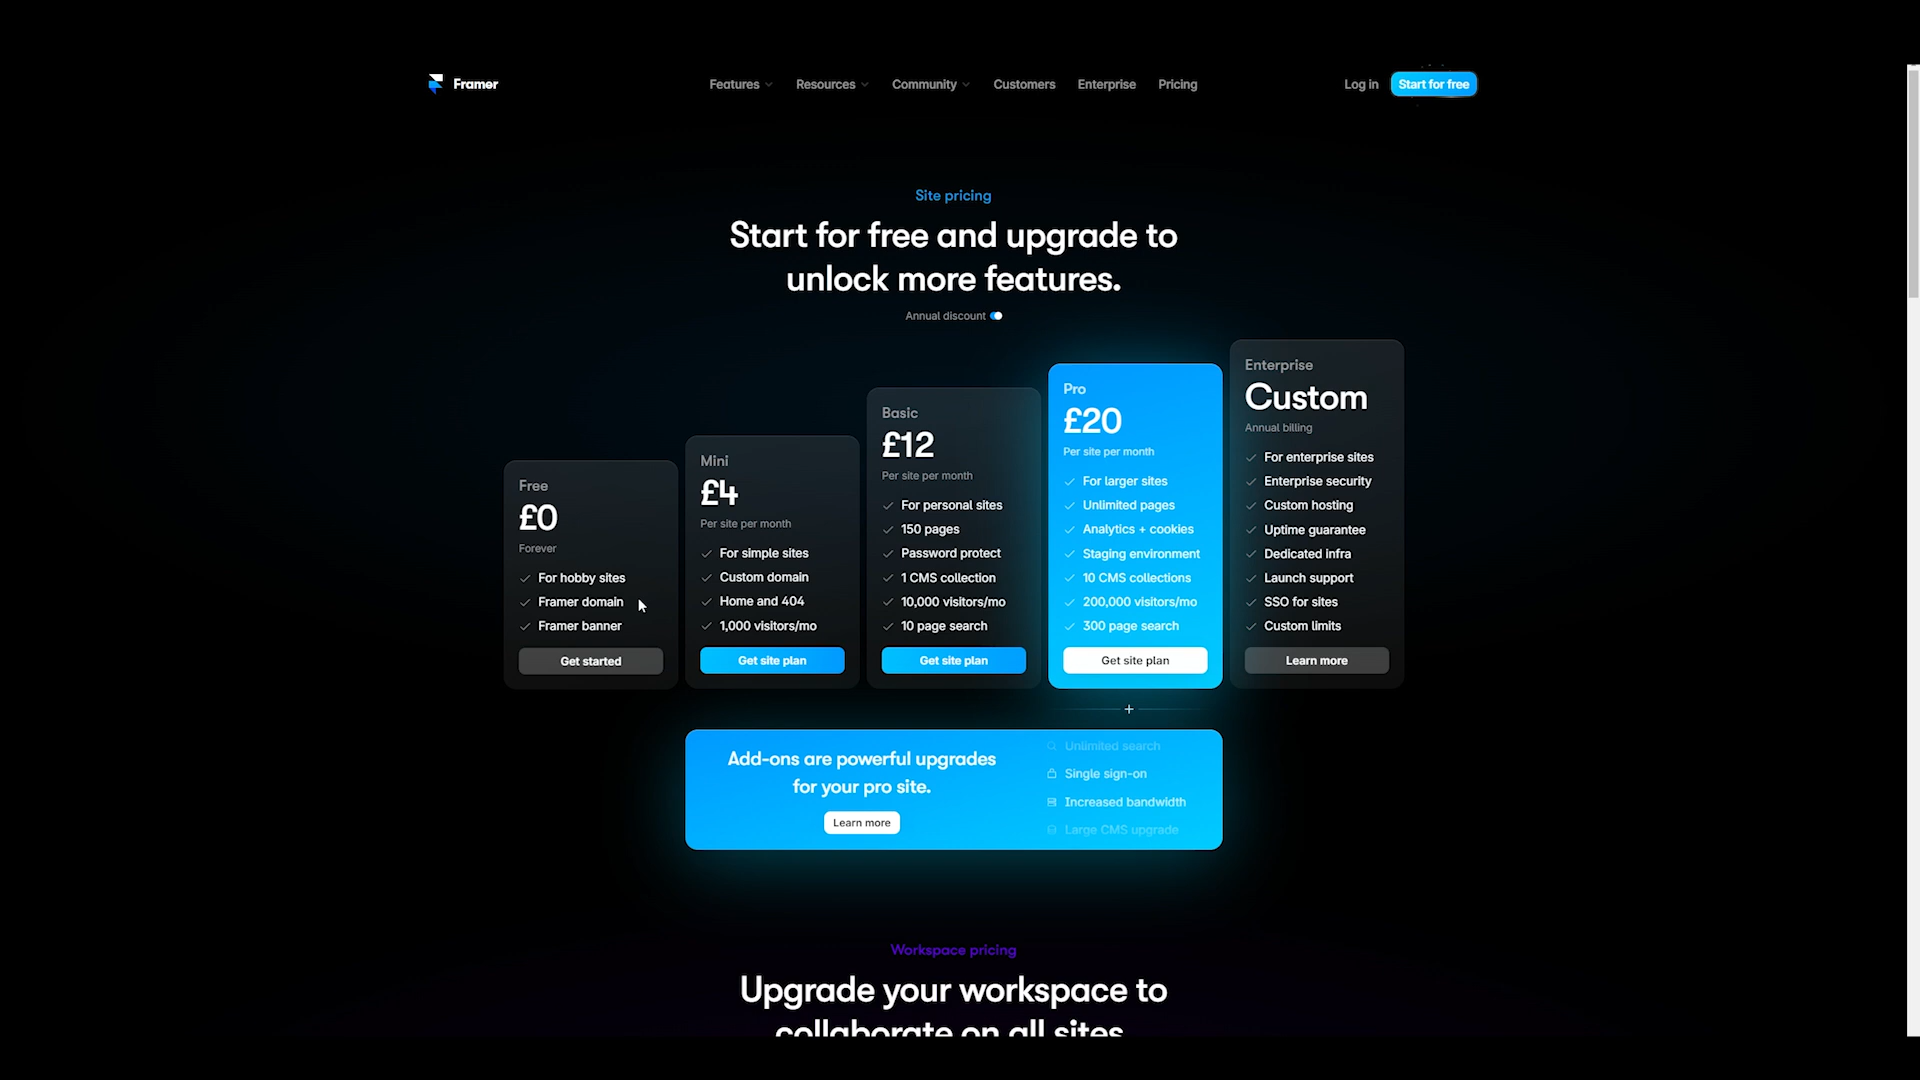 Framer
Features
Resources
Community
Customers
Enterprise
Pricing
Log in
Start for free
Site pricing
Start for free and upgrade to
unlock more features.
Annual discount
Free
£0
Forever
For hobby sites
Framer domain
Framer banner
Get started
Mini
£4
Per site per month
For simple sites
Custom domain
Home and 404
1,000 visitors/mo
Get site plan
Basic
£12
Per site per month
For personal sites
150 pages
Password protect
1 CMS collection
10,000 visitors/mo
10 page search
Get site plan
Pro
£20
Per site per month
For larger sites
Unlimited pages
Analytics + cookies
Staging environment
10 CMS collections
200,000 visitors/mo
300 page search
Get site plan
Enterprise
Custom
Annual billing
For enterprise sites
Enterprise security
Custom hosting
Uptime guarantee
Dedicated infra
Launch support
SSO for sites
Custom limits
Learn more
+
Add-ons are powerful upgrades
for your pro site.
Learn more
Unlimited search
Single sign-on
Increased bandwidth
Large CMS upgrade
Workspace pricing
Upgrade your workspace to
collaborate on all sites